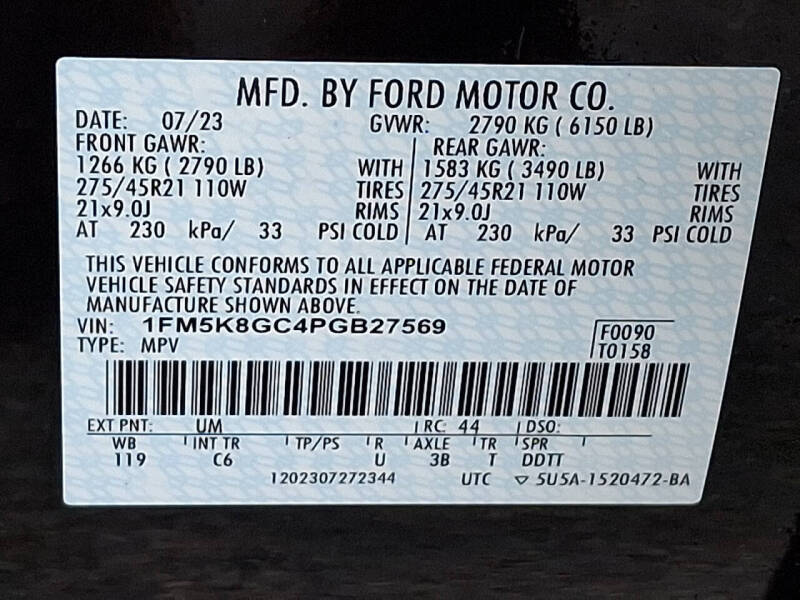 MFD. BY FORD MOTOR CO.
DATE: 07/23 GVWR: 2790 KG ( 6150 LB)
FRONT GAWR: REAR GAWR:
1266 KG ( 2790 LB) WITH 1583 KG ( 3490 LB) WITH
275/45R21 110W TIRES 275/45R21 110W TIRES
21x9.0J RIMS 21x9.0J RIMS
AT 230 kPa/ 33 PSI COLD AT 230 kPa/ 33 PSI COLD
THIS VEHICLE CONFORMS TO ALL APPLICABLE FEDERAL MOTOR
VEHICLE SAFETY STANDARDS IN EFFECT ON THE DATE OF
MANUFACTURE SHOWN ABOVE.
VIN: 1FM5K8GC4PGB27569 F0090
TYPE: MPV T0158
EXT PNT: UM RC: 44 DSO:
WB INT TR TP/PS R AXLE TR SPR
119 C6 U 3B T DDTT
1202307272344 UTC ▽ 5U5A-1520472-BA